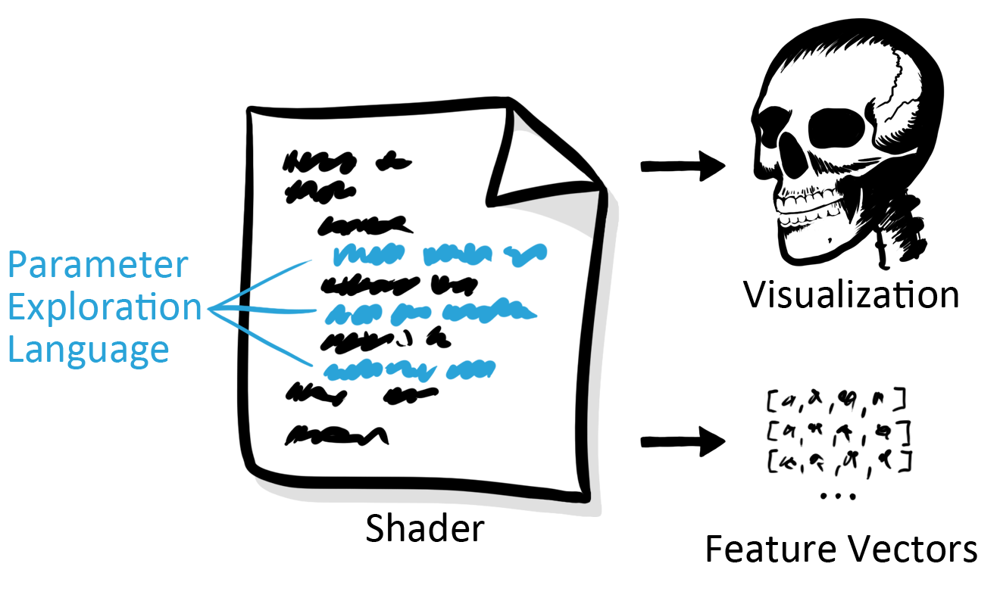 Parameter
Exploration
Language
Shader
Visualization
Feature Vectors